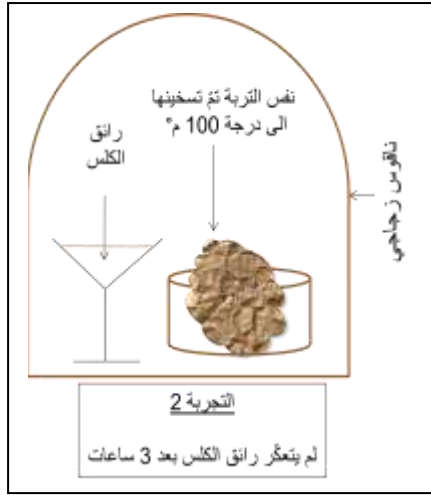 نفس التربة تمّ تسخينها
الى درجة 100 م°
رائق
الكلس
ناقوس زجاجي
التجربة 2
لم يتعكّر رائق الكلس بعد 3 ساعات